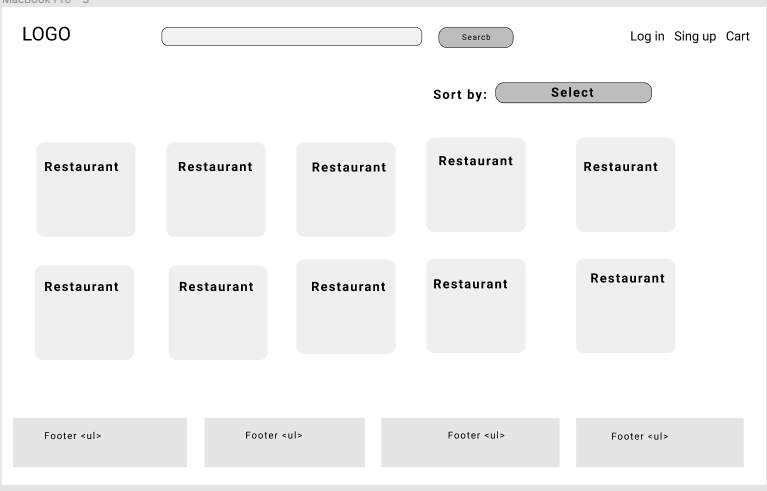 MacBook Pro - 3
LOGO
Searcb
Log in Sing up Cart
Sort by: Select
Restaurant Restaurant Restaurant Restaurant Restaurant
Restaurant Restaurant Restaurant Restaurant Restaurant
Footer <ul> Footer <ul> Footer <ul> Footer <ul>